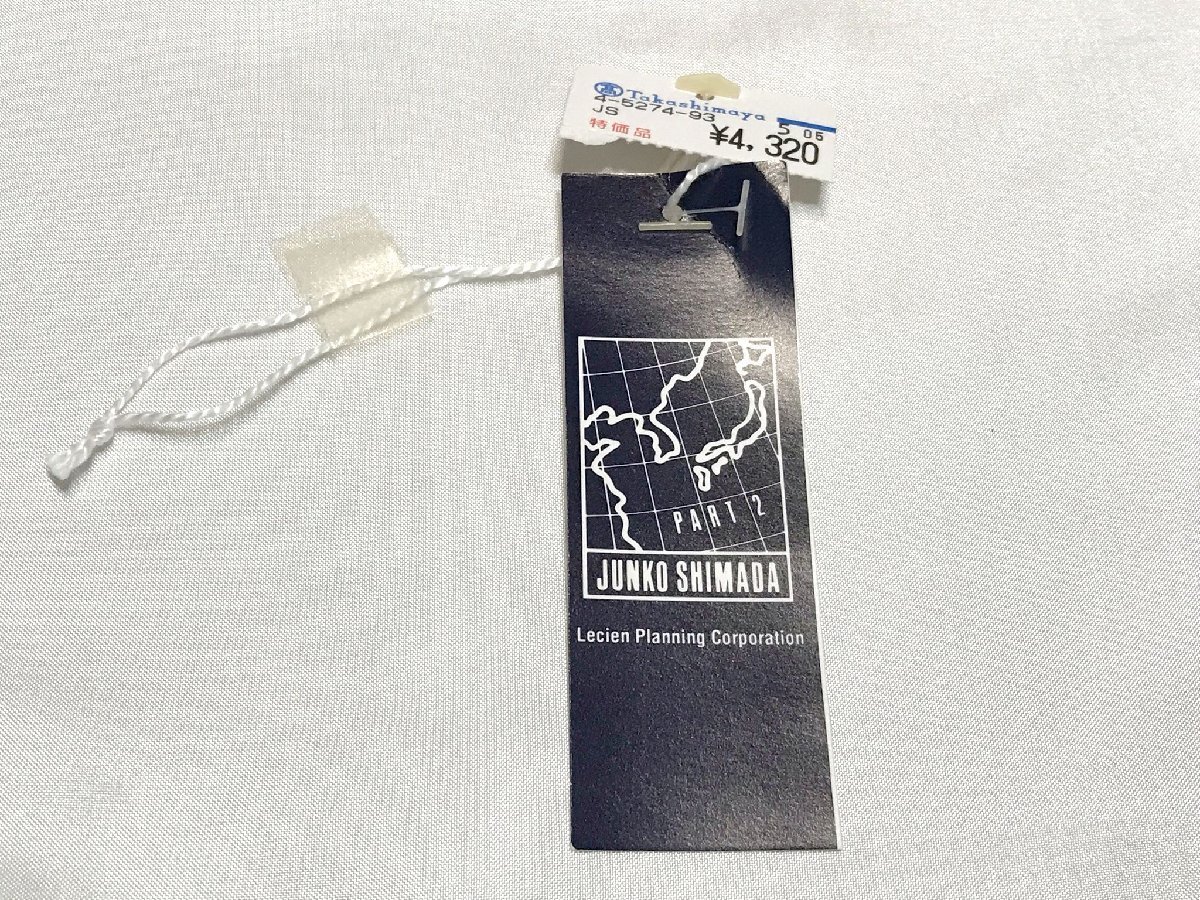 髙 Takashimaya
4-5274-93 5 05
JS
特価品 ¥4,320
PART 2
JUNKO SHIMADA
Lecien Planning Corporation